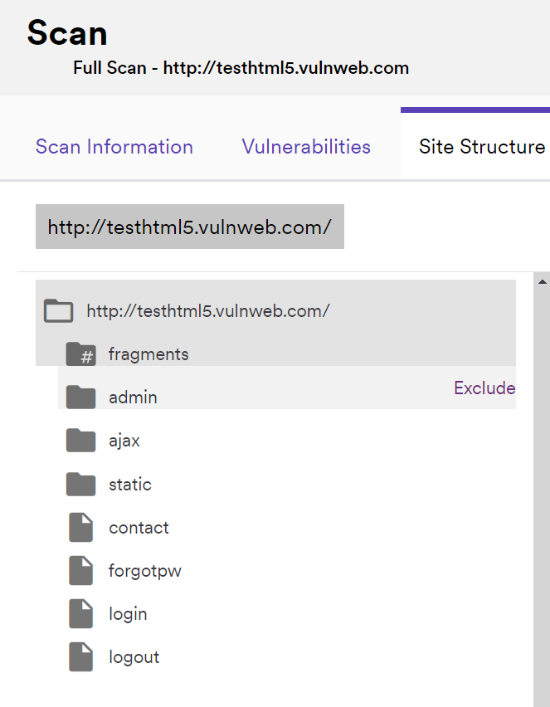 Scan
Full Scan - http://testhtml5.vulnweb.com
Scan Information Vulnerabilities Site Structure
http://testhtml5.vulnweb.com/
http://testhtml5.vulnweb.com/
# fragments
admin Exclude
ajax
static
contact
forgotpw
login
logout